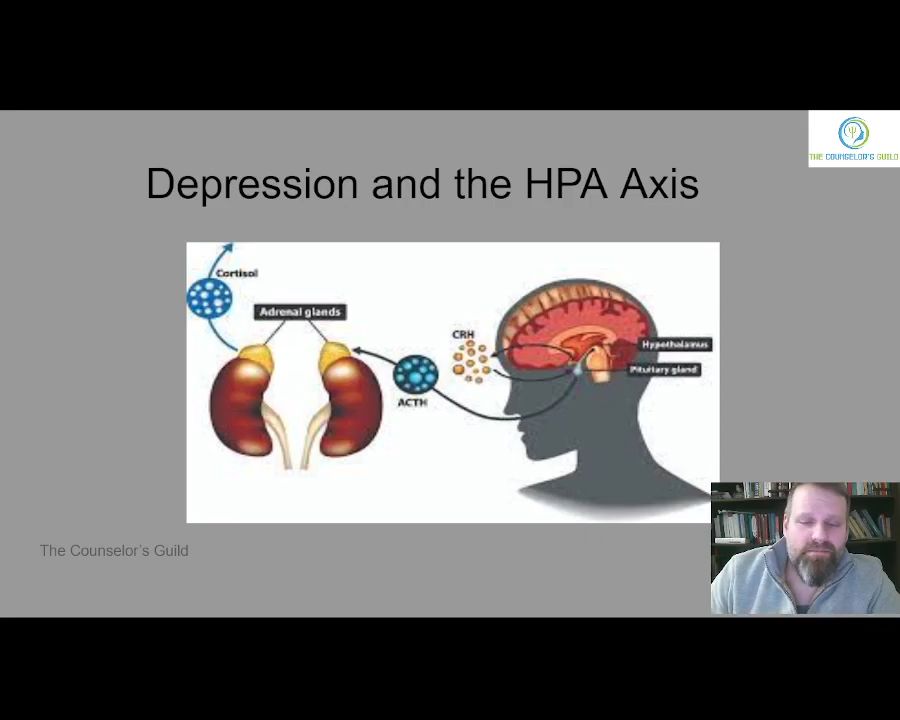 THE COUNSELOR'S GUILD
Depression and the HPA Axis
Cortisol
Adrenal glands
CRH
Hypothalamus
Pituitary gland
ACTH
The Counselor's Guild